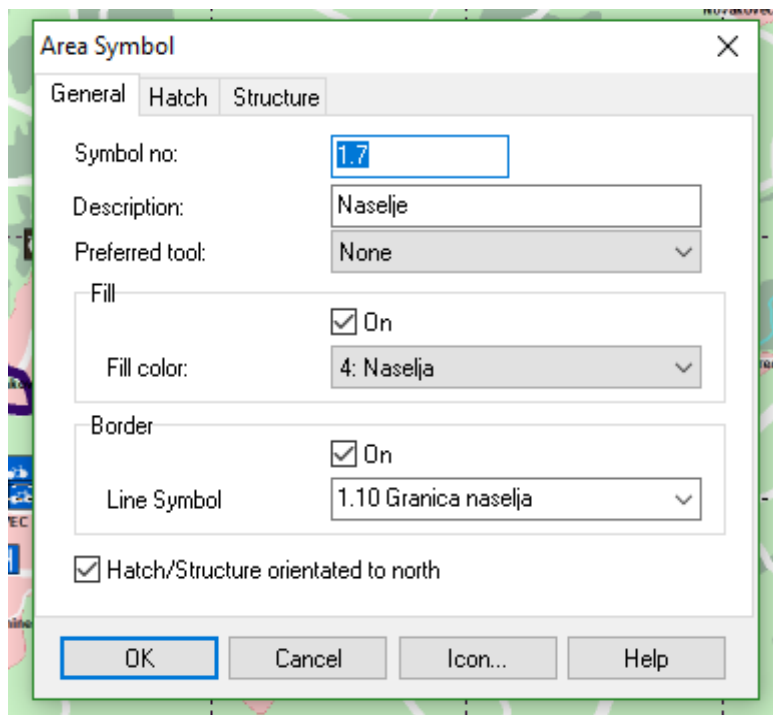 Novakovec
Area Symbol
General Hatch Structure
Symbol no: 1.7
Description: Naselje
Preferred tool: None
Fill
On
Fill color: 4: Naselja
Border
On
Line Symbol 1.10 Granica naselja
Hatch/Structure orientated to north
OK Cancel Icon... Help